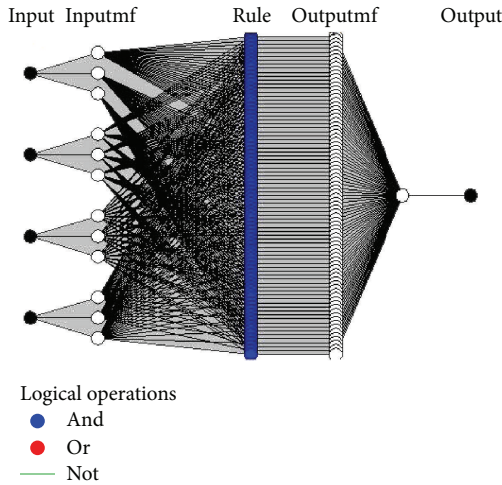 Input Inputmf Rule Outputmf Output
Logical operations
And
Or
Not